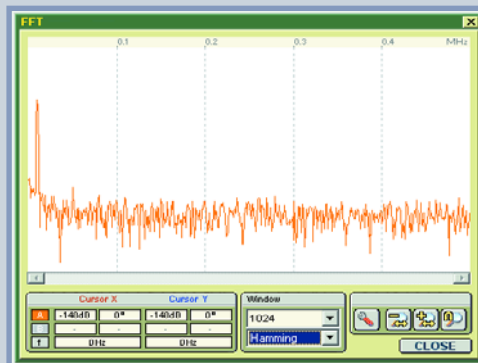 FFT
0.1 0.2 0.3 0.4 MHz
Cursor X Cursor Y Window
A -140dB 0° -140dB 0° 1024
B - - - -
f 0Hz 0Hz Hamming
CLOSE